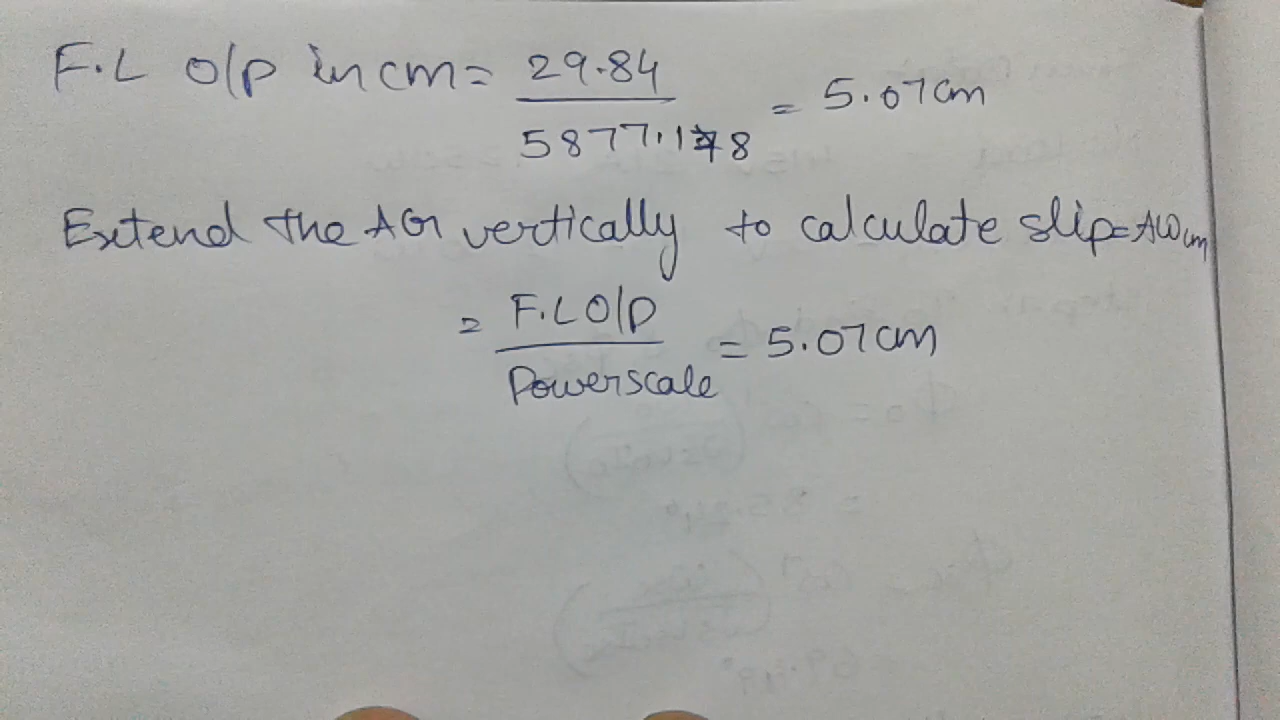 F.L O/P in cm = 29.84 / 5877.178 = 5.07cm
Extend the AG vertically to calculate slip = AW cm
= F.L O/P / Powerscale = 5.07cm